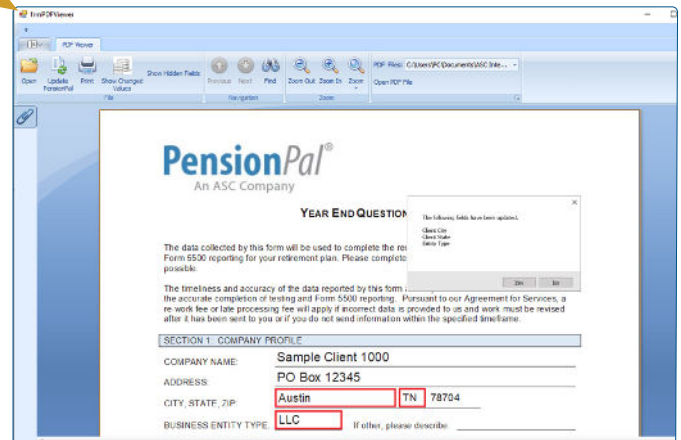 frmPDFViewer
PDF Viewer
Open
Update PensionPal
Print
Show Changed Values
Show Hidden Fields
Previous
Next
Find
Zoom Out
Zoom In
Zoom
PDF Files: C:\Users\PC\Documents\ASC\Inte...
Open PDF File
File
Navigation
Zoom
PensionPal®
An ASC Company
YEAR END QUESTION
The following fields have been updated.
Client City
Client State
Entity Type
Yes
No
The data collected by this form will be used to complete the
Form 5500 reporting for your retirement plan. Please complete
possible.
The timeliness and accuracy of the data reported by this form
the accurate completion of testing and Form 5500 reporting. Pursuant to our Agreement for Services, a
re work fee or late processing fee will apply if incorrect data is provided to us and work must be revised
after it has been sent to you or if you do not send information within the specified timeframe.
SECTION 1: COMPANY PROFILE
COMPANY NAME: Sample Client 1000
ADDRESS: PO Box 12345
CITY, STATE, ZIP: Austin TN 78704
BUSINESS ENTITY TYPE: LLC If other, please describe.